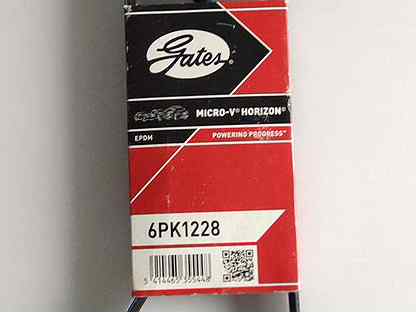 Gates
MICRO-V® HORIZON®
EPDM POWERING PROGRESS™
6PK1228
5 414465 355448